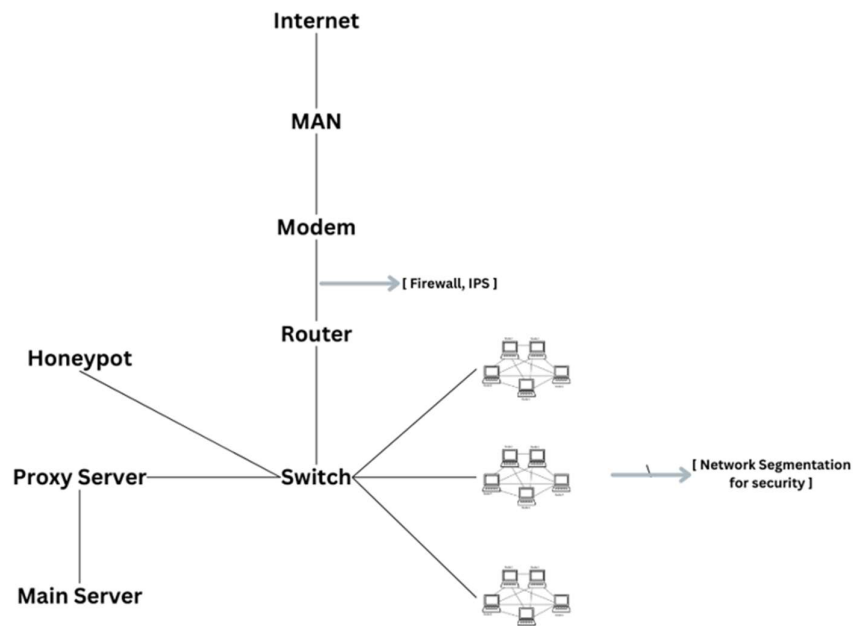 Internet
MAN
Modem
[ Firewall, IPS ]
Router
Honeypot
Proxy Server
Switch
[ Network Segmentation
for security ]
Main Server